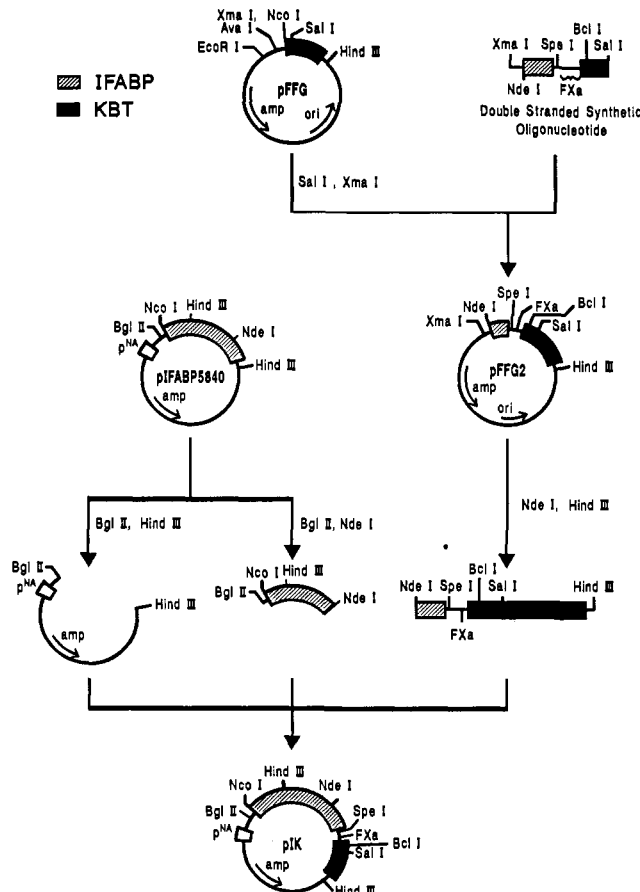 Xma I, Nco I
Ava I
Sal I
EcoR I
Hind III
pFFG
amp
ori
IFABP
KBT
Bcl I
Xma I
Spe I
Sal I
Nde I
FXa
Double Stranded Synthetic
Oligonucleotide
Sal I , Xma I
Nco I
Hind III
Bgl II
Nde I
pNA
Hind III
pIFABP5640
amp
Spe I
Nde I
FXa
Bcl I
Xma I
Sal I
Hind III
pFFG2
amp
ori
Bgl II, Hind III
Bgl II, Nde I
Nde I, Hind III
Bgl II
pNA
Hind III
amp
Nco I
Hind III
Bgl II
Nde I
Bcl I
Nde I
Spe I
Sal I
Hind III
FXa
Hind III
Nco I
Nde I
Bgl II
Spe I
pNA
FXa
Bcl I
pIK
Sal I
amp
Hind III